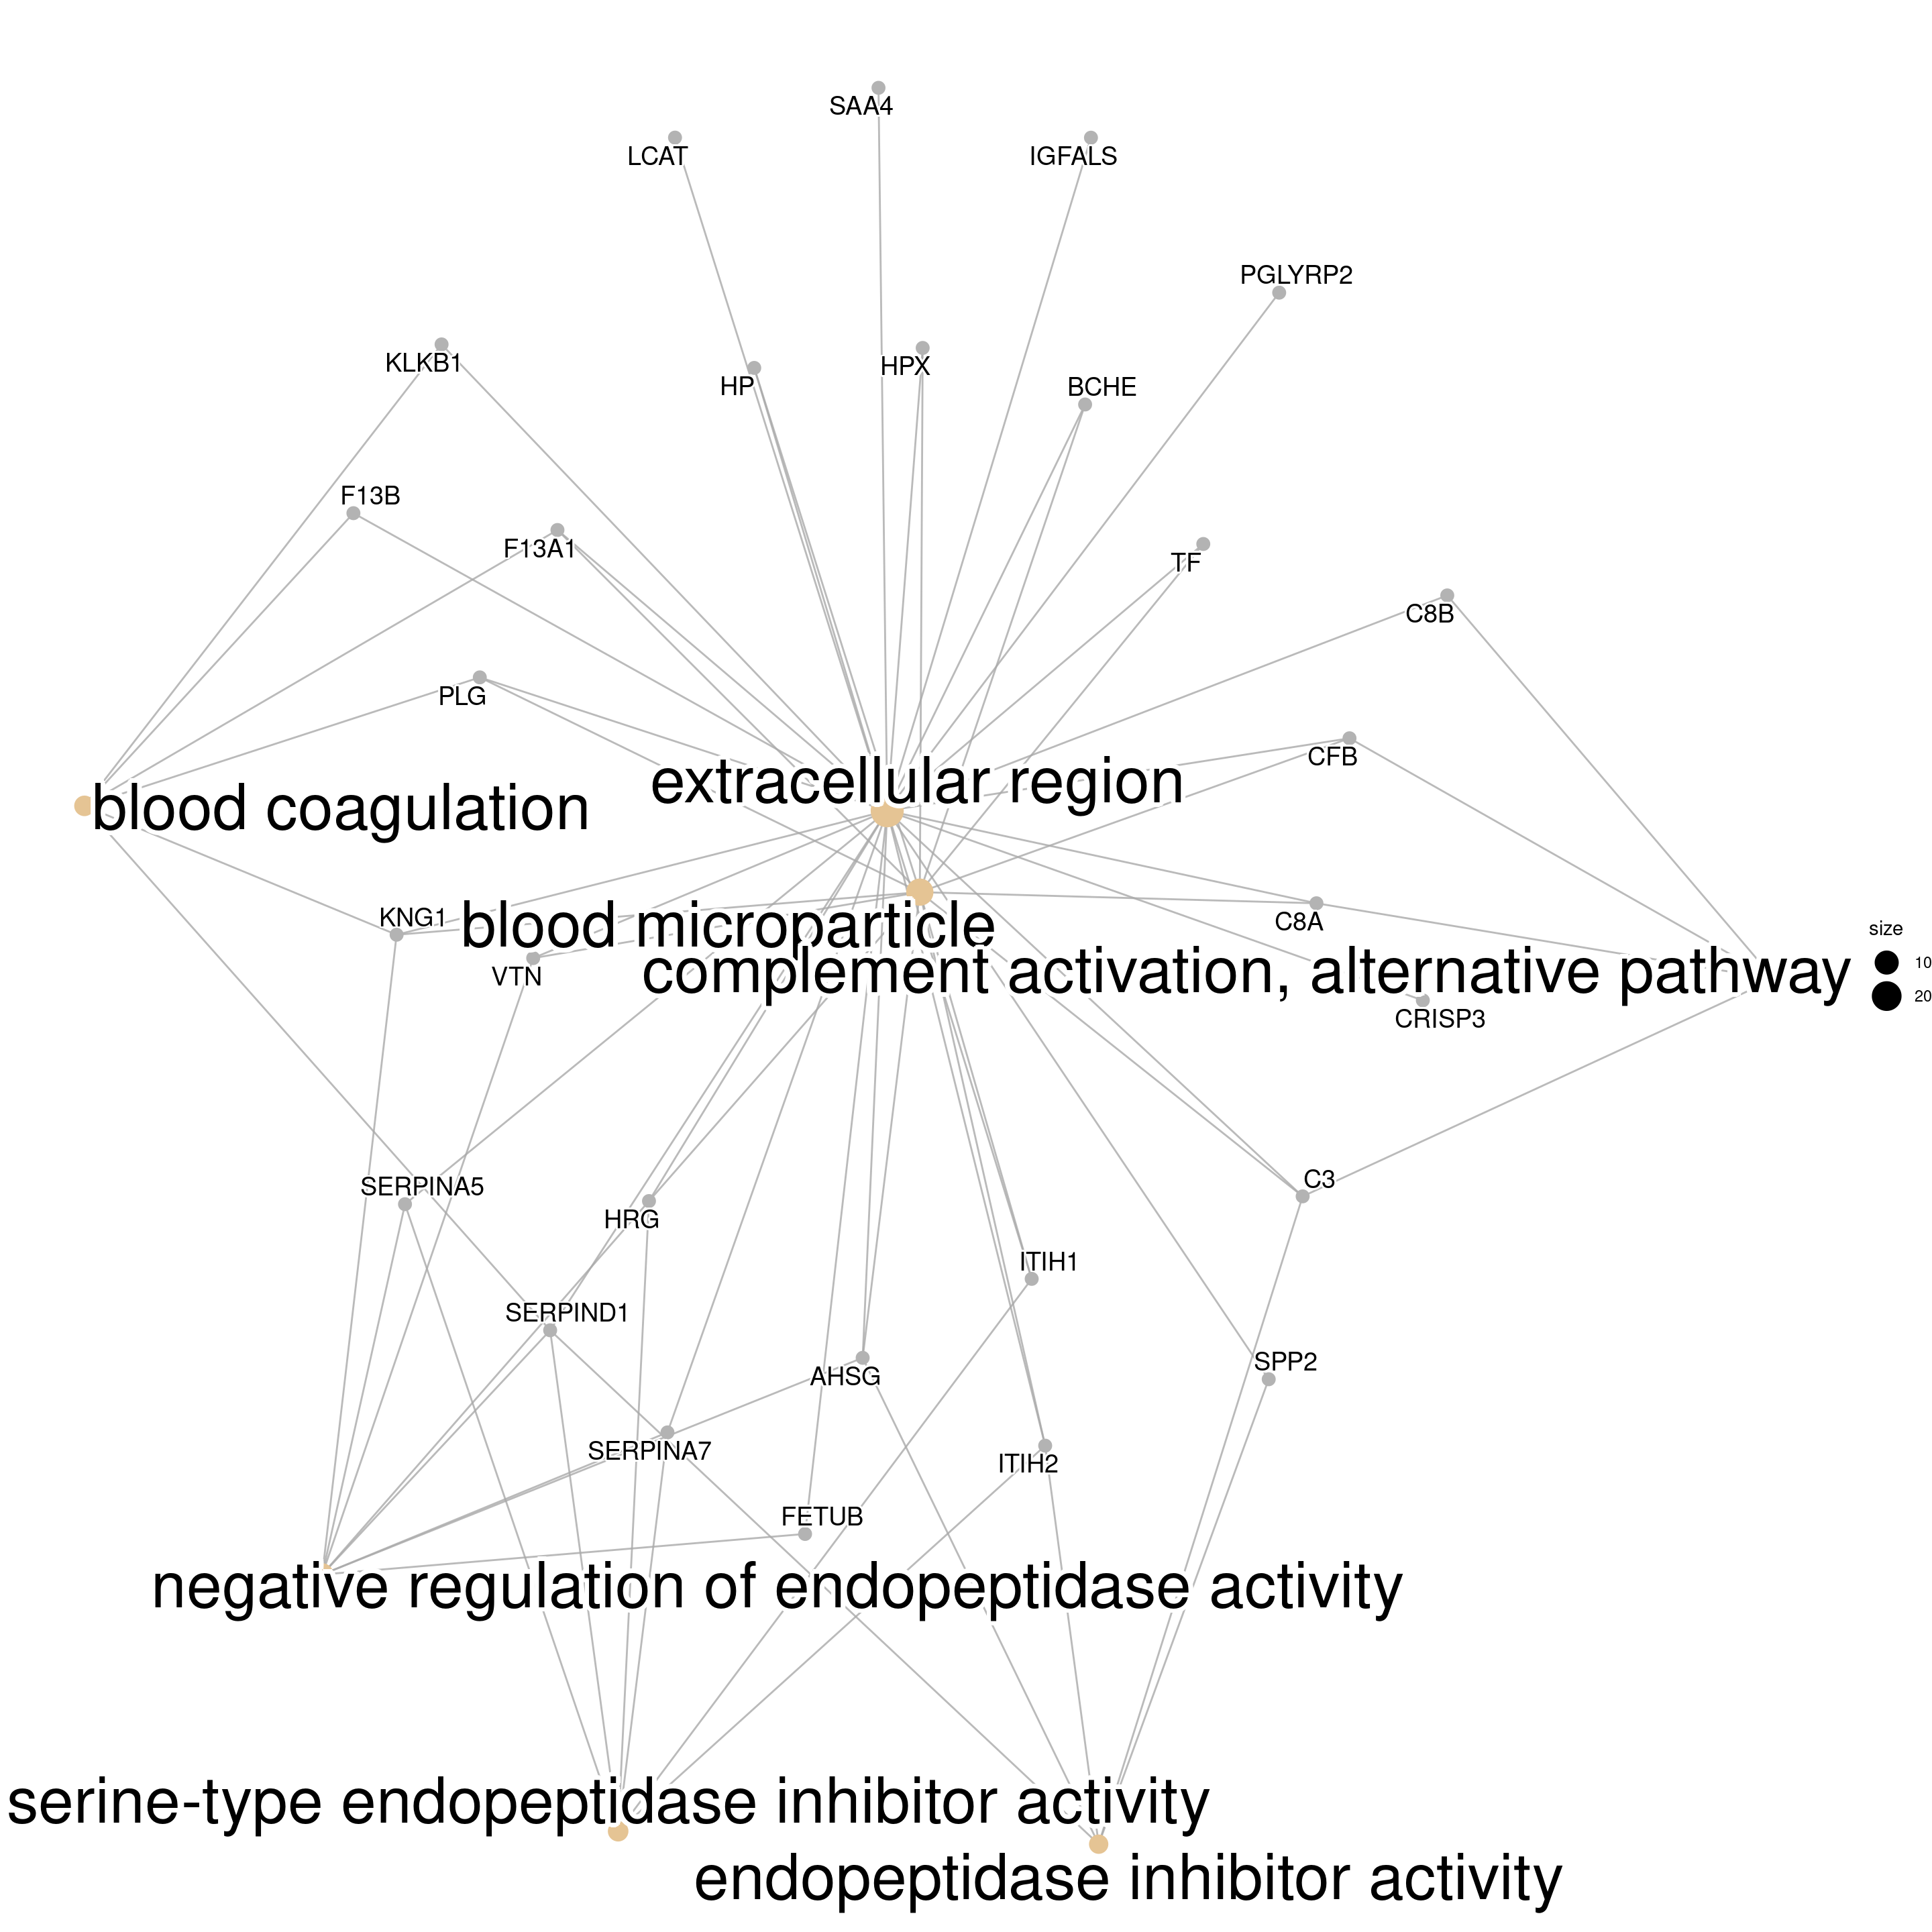 SAA4
LCAT
IGFALS
PGLYRP2
KLKB1
HP
HPX
BCHE
F13B
F13A1
TF
C8B
PLG
CFB
extracellular region
blood coagulation
KNG1
blood microparticle
C8A
size
10
20
VTN
complement activation, alternative pathway
CRISP3
SERPINA5
HRG
C3
ITIH1
SERPIND1
AHSG
SPP2
SERPINA7
ITIH2
FETUB
negative regulation of endopeptidase activity
serine-type endopeptidase inhibitor activity
endopeptidase inhibitor activity